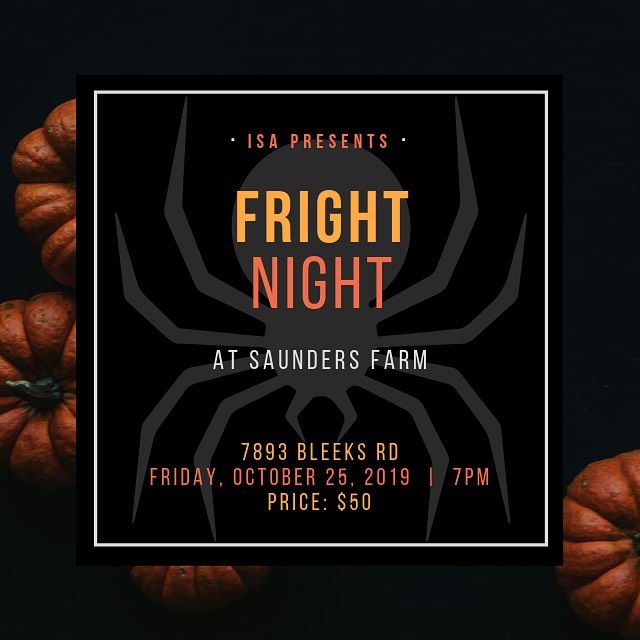 · ISA PRESENTS ·
FRIGHT
NIGHT
AT SAUNDERS FARM
7893 BLEEKS RD
FRIDAY, OCTOBER 25, 2019 | 7PM
PRICE: $50